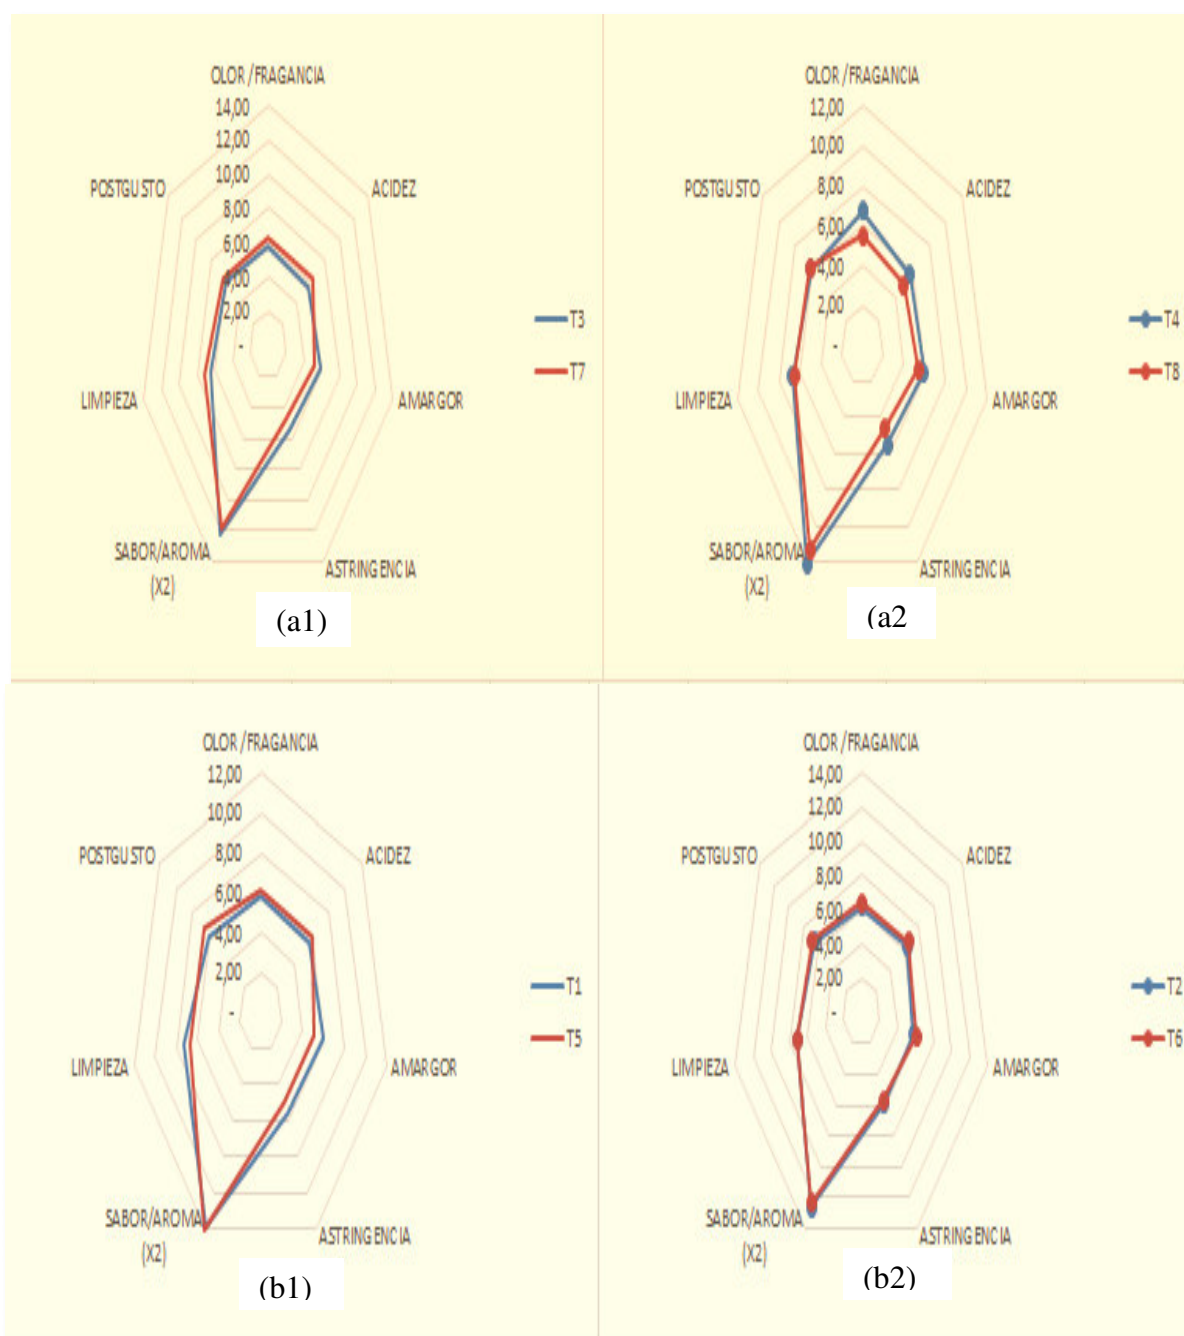 OLOR/FRAGANCIA
14,00
12,00
10,00
8,00
6,00
4,00
2,00
-
ACIDEZ
AMARGOR
ASTRINGENCIA
SABOR/AROMA
(X2)
LIMPIEZA
POSTGUSTO
T3
T7
(a1)
OLOR/FRAGANCIA
12,00
10,00
8,00
6,00
4,00
2,00
-
ACIDEZ
AMARGOR
ASTRINGENCIA
SABOR/AROMA
(X2)
LIMPIEZA
POSTGUSTO
T4
T8
(a2
OLOR/FRAGANCIA
12,00
10,00
8,00
6,00
4,00
2,00
-
ACIDEZ
AMARGOR
ASTRINGENCIA
SABOR/AROMA
(X2)
LIMPIEZA
POSTGUSTO
T1
T5
(b1)
OLOR/FRAGANCIA
14,00
12,00
10,00
8,00
6,00
4,00
2,00
-
ACIDEZ
AMARGOR
ASTRINGENCIA
SABOR/AROMA
(X2)
LIMPIEZA
POSTGUSTO
T2
T6
(b2)